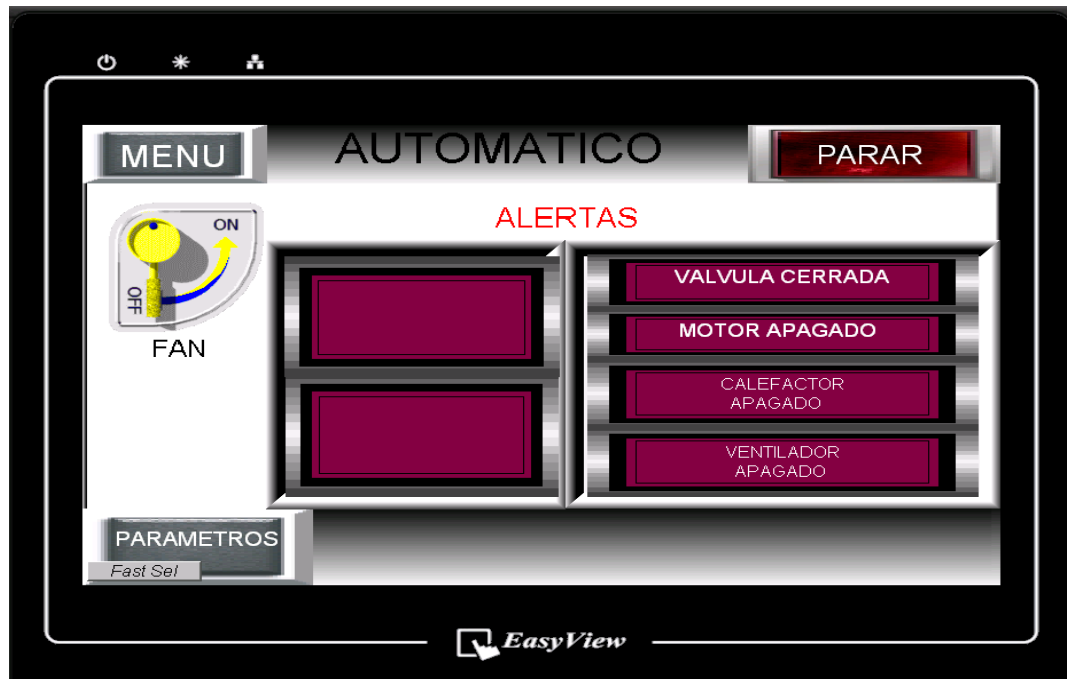 MENU
AUTOMATICO
PARAR
ALERTAS
ON
OFF
FAN
VALVULA CERRADA
MOTOR APAGADO
CALEFACTOR
APAGADO
VENTILADOR
APAGADO
PARAMETROS
Fast Sel
EasyView